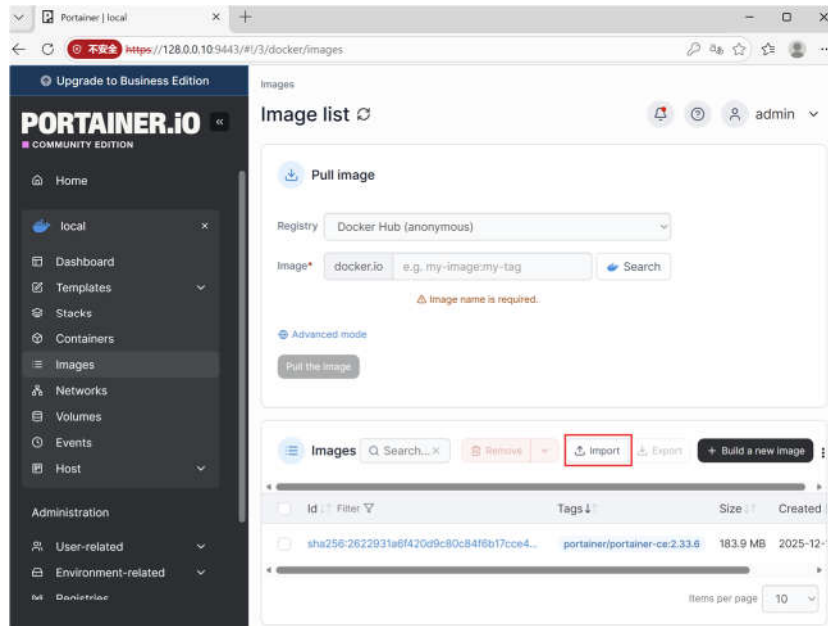 Portainer | local
不安全 https://128.0.0.10:9443/#!/3/docker/images
Upgrade to Business Edition
PORTAINER.iO
COMMUNITY EDITION
Home
local
Dashboard
Templates
Stacks
Containers
Images
Networks
Volumes
Events
Host
Administration
User-related
Environment-related
Registries
Images
Image list
admin
Pull image
Registry Docker Hub (anonymous)
Image* docker.io e.g. my-image:my-tag Search
Image name is required.
Advanced mode
Pull the image
Images Search... Remove Import Export + Build a new image
Id Filter Tags Size Created
sha256:2622931a6f420d9c80c84f6b17cce4... portainer/portainer-ce:2.33.6 183.9 MB 2025-12-
Items per page 10